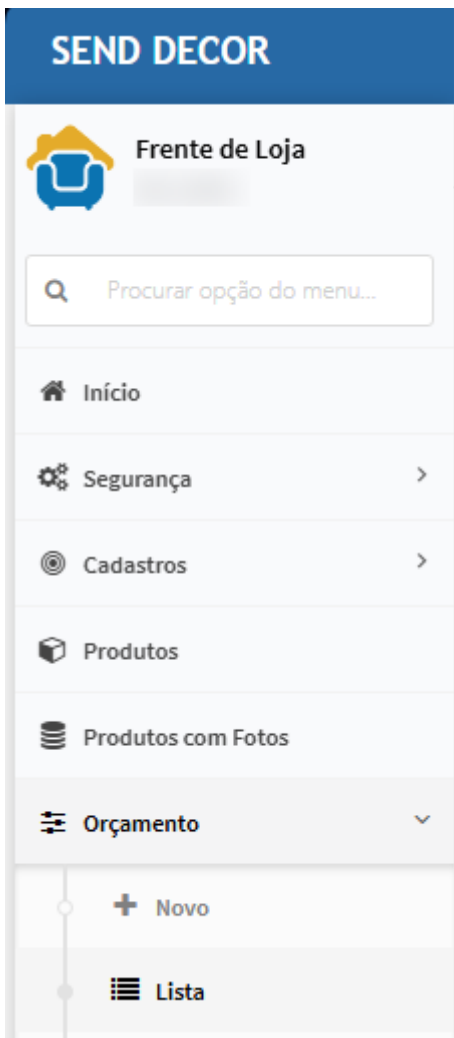 SEND DECOR
Frente de Loja
Procurar opção do menu...
Início
Segurança
Cadastros
Produtos
Produtos com Fotos
Orçamento
Novo
Lista